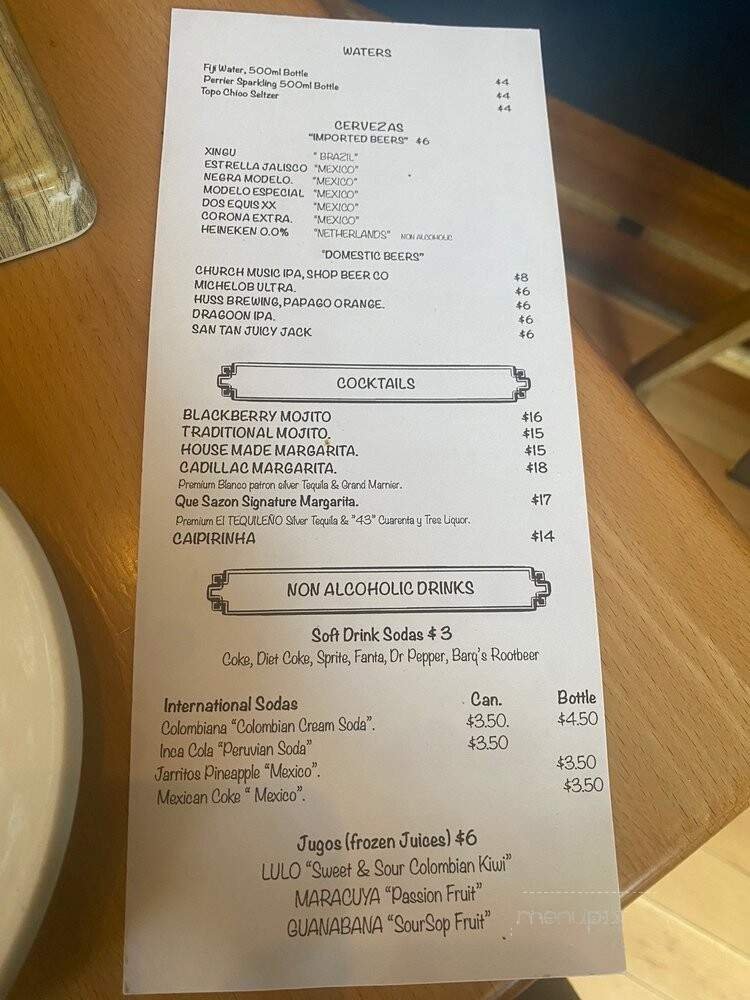 WATERS
Fiji Water, 500ml Bottle $4
Perrier Sparkling 500ml Bottle $4
Topo Chico Seltzer $4
CERVEZAS
"IMPORTED BEERS" $6
XINGU " BRAZIL"
ESTRELLA JALISCO "MEXICO"
NEGRA MODELO. "MEXICO"
MODELO ESPECIAL "MEXICO"
DOS EQUIS XX "MEXICO"
CORONA EXTRA. "MEXICO"
HEINEKEN 0.0% "NETHERLANDS" NON ALCOHOLIC
"DOMESTIC BEERS"
CHURCH MUSIC IPA, SHOP BEER CO $8
MICHELOB ULTRA. $6
HUSS BREWING, PAPAGO ORANGE. $6
DRAGOON IPA. $6
SAN TAN JUICY JACK $6
COCKTAILS
BLACKBERRY MOJITO $16
TRADITIONAL MOJITO. $15
HOUSE MADE MARGARITA. $15
CADILLAC MARGARITA. $18
Premium Blanco patron silver Tequila & Grand Marnier.
Que Sazon Signature Margarita. $17
Premium El TEQUILEÑO Silver Tequila & "43" Cuarenta y Tres Liquor.
CAIPIRINHA $14
NON ALCOHOLIC DRINKS
Soft Drink Sodas $ 3
Coke, Diet Coke, Sprite, Fanta, Dr Pepper, Barq's Rootbeer
International Sodas Can. Bottle
Colombiana "Colombian Cream Soda". $3.50. $4.50
Inca Cola "Peruvian Soda" $3.50
Jarritos Pineapple "Mexico". $3.50
Mexican Coke " Mexico". $3.50
Jugos (frozen Juices) $6
LULO "Sweet & Sour Colombian Kiwi"
MARACUYA "Passion Fruit"
GUANABANA "SourSop Fruit"
menupix